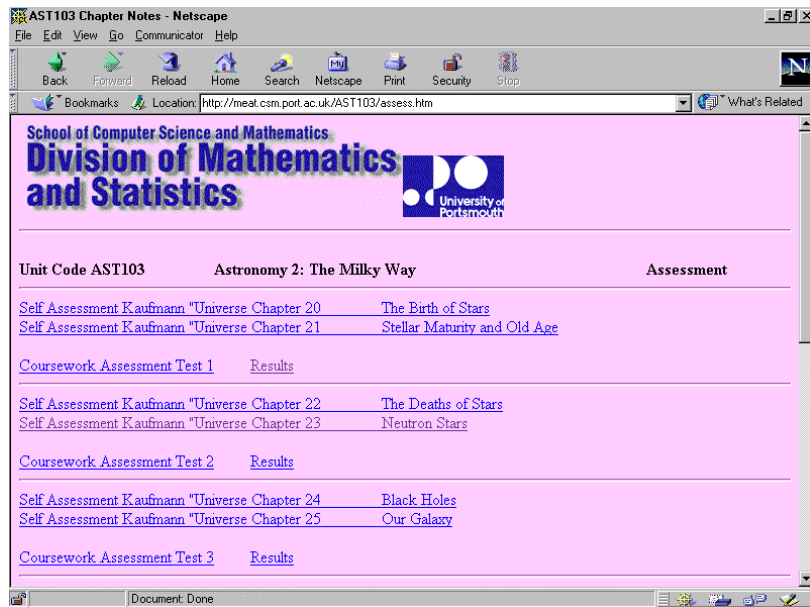 AST103 Chapter Notes - Netscape
File Edit View Go Communicator Help
My
Back Forward Reload Home Search Netscape Print Security Stop
N
Bookmarks Location: http://meat.csm.port.ac.uk/AST103/assess.htm What's Related
School of Computer Science and Mathematics
Division of Mathematics
and Statistics
University of
Portsmouth
Unit Code AST103 Astronomy 2: The Milky Way Assessment
Self Assessment Kaufmann "Universe Chapter 20 The Birth of Stars
Self Assessment Kaufmann "Universe Chapter 21 Stellar Maturity and Old Age
Coursework Assessment Test 1 Results
Self Assessment Kaufmann "Universe Chapter 22 The Deaths of Stars
Self Assessment Kaufmann "Universe Chapter 23 Neutron Stars
Coursework Assessment Test 2 Results
Self Assessment Kaufmann "Universe Chapter 24 Black Holes
Self Assessment Kaufmann "Universe Chapter 25 Our Galaxy
Coursework Assessment Test 3 Results
Document: Done